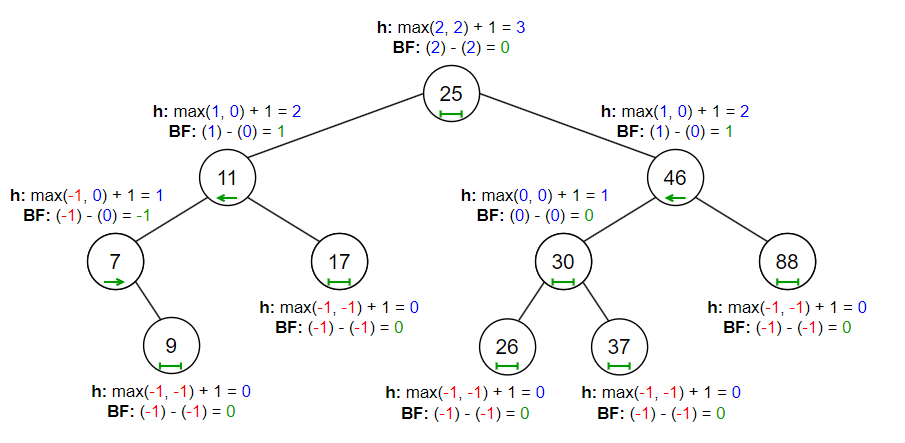 h: max(2, 2) + 1 = 3
BF: (2) - (2) = 0
25
h: max(1, 0) + 1 = 2
BF: (1) - (0) = 1
11
h: max(1, 0) + 1 = 2
BF: (1) - (0) = 1
46
h: max(-1, 0) + 1 = 1
BF: (-1) - (0) = -1
7
17
h: max(-1, -1) + 1 = 0
BF: (-1) - (-1) = 0
h: max(0, 0) + 1 = 1
BF: (0) - (0) = 0
30
88
h: max(-1, -1) + 1 = 0
BF: (-1) - (-1) = 0
9
h: max(-1, -1) + 1 = 0
BF: (-1) - (-1) = 0
26
h: max(-1, -1) + 1 = 0
BF: (-1) - (-1) = 0
37
h: max(-1, -1) + 1 = 0
BF: (-1) - (-1) = 0